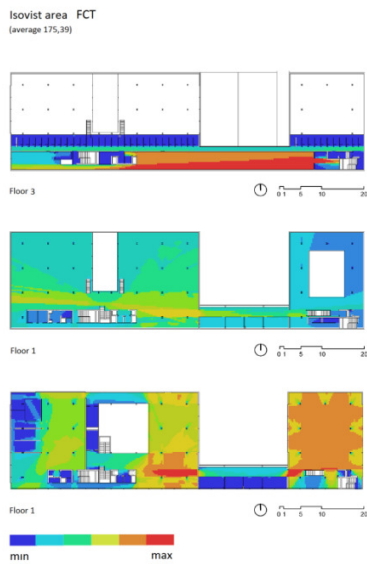 Isovist area FCT
(average 175,39)
Floor 3
0 1 5 10 20
Floor 1
0 1 5 10 20
Floor 1
0 1 5 10 20
min max